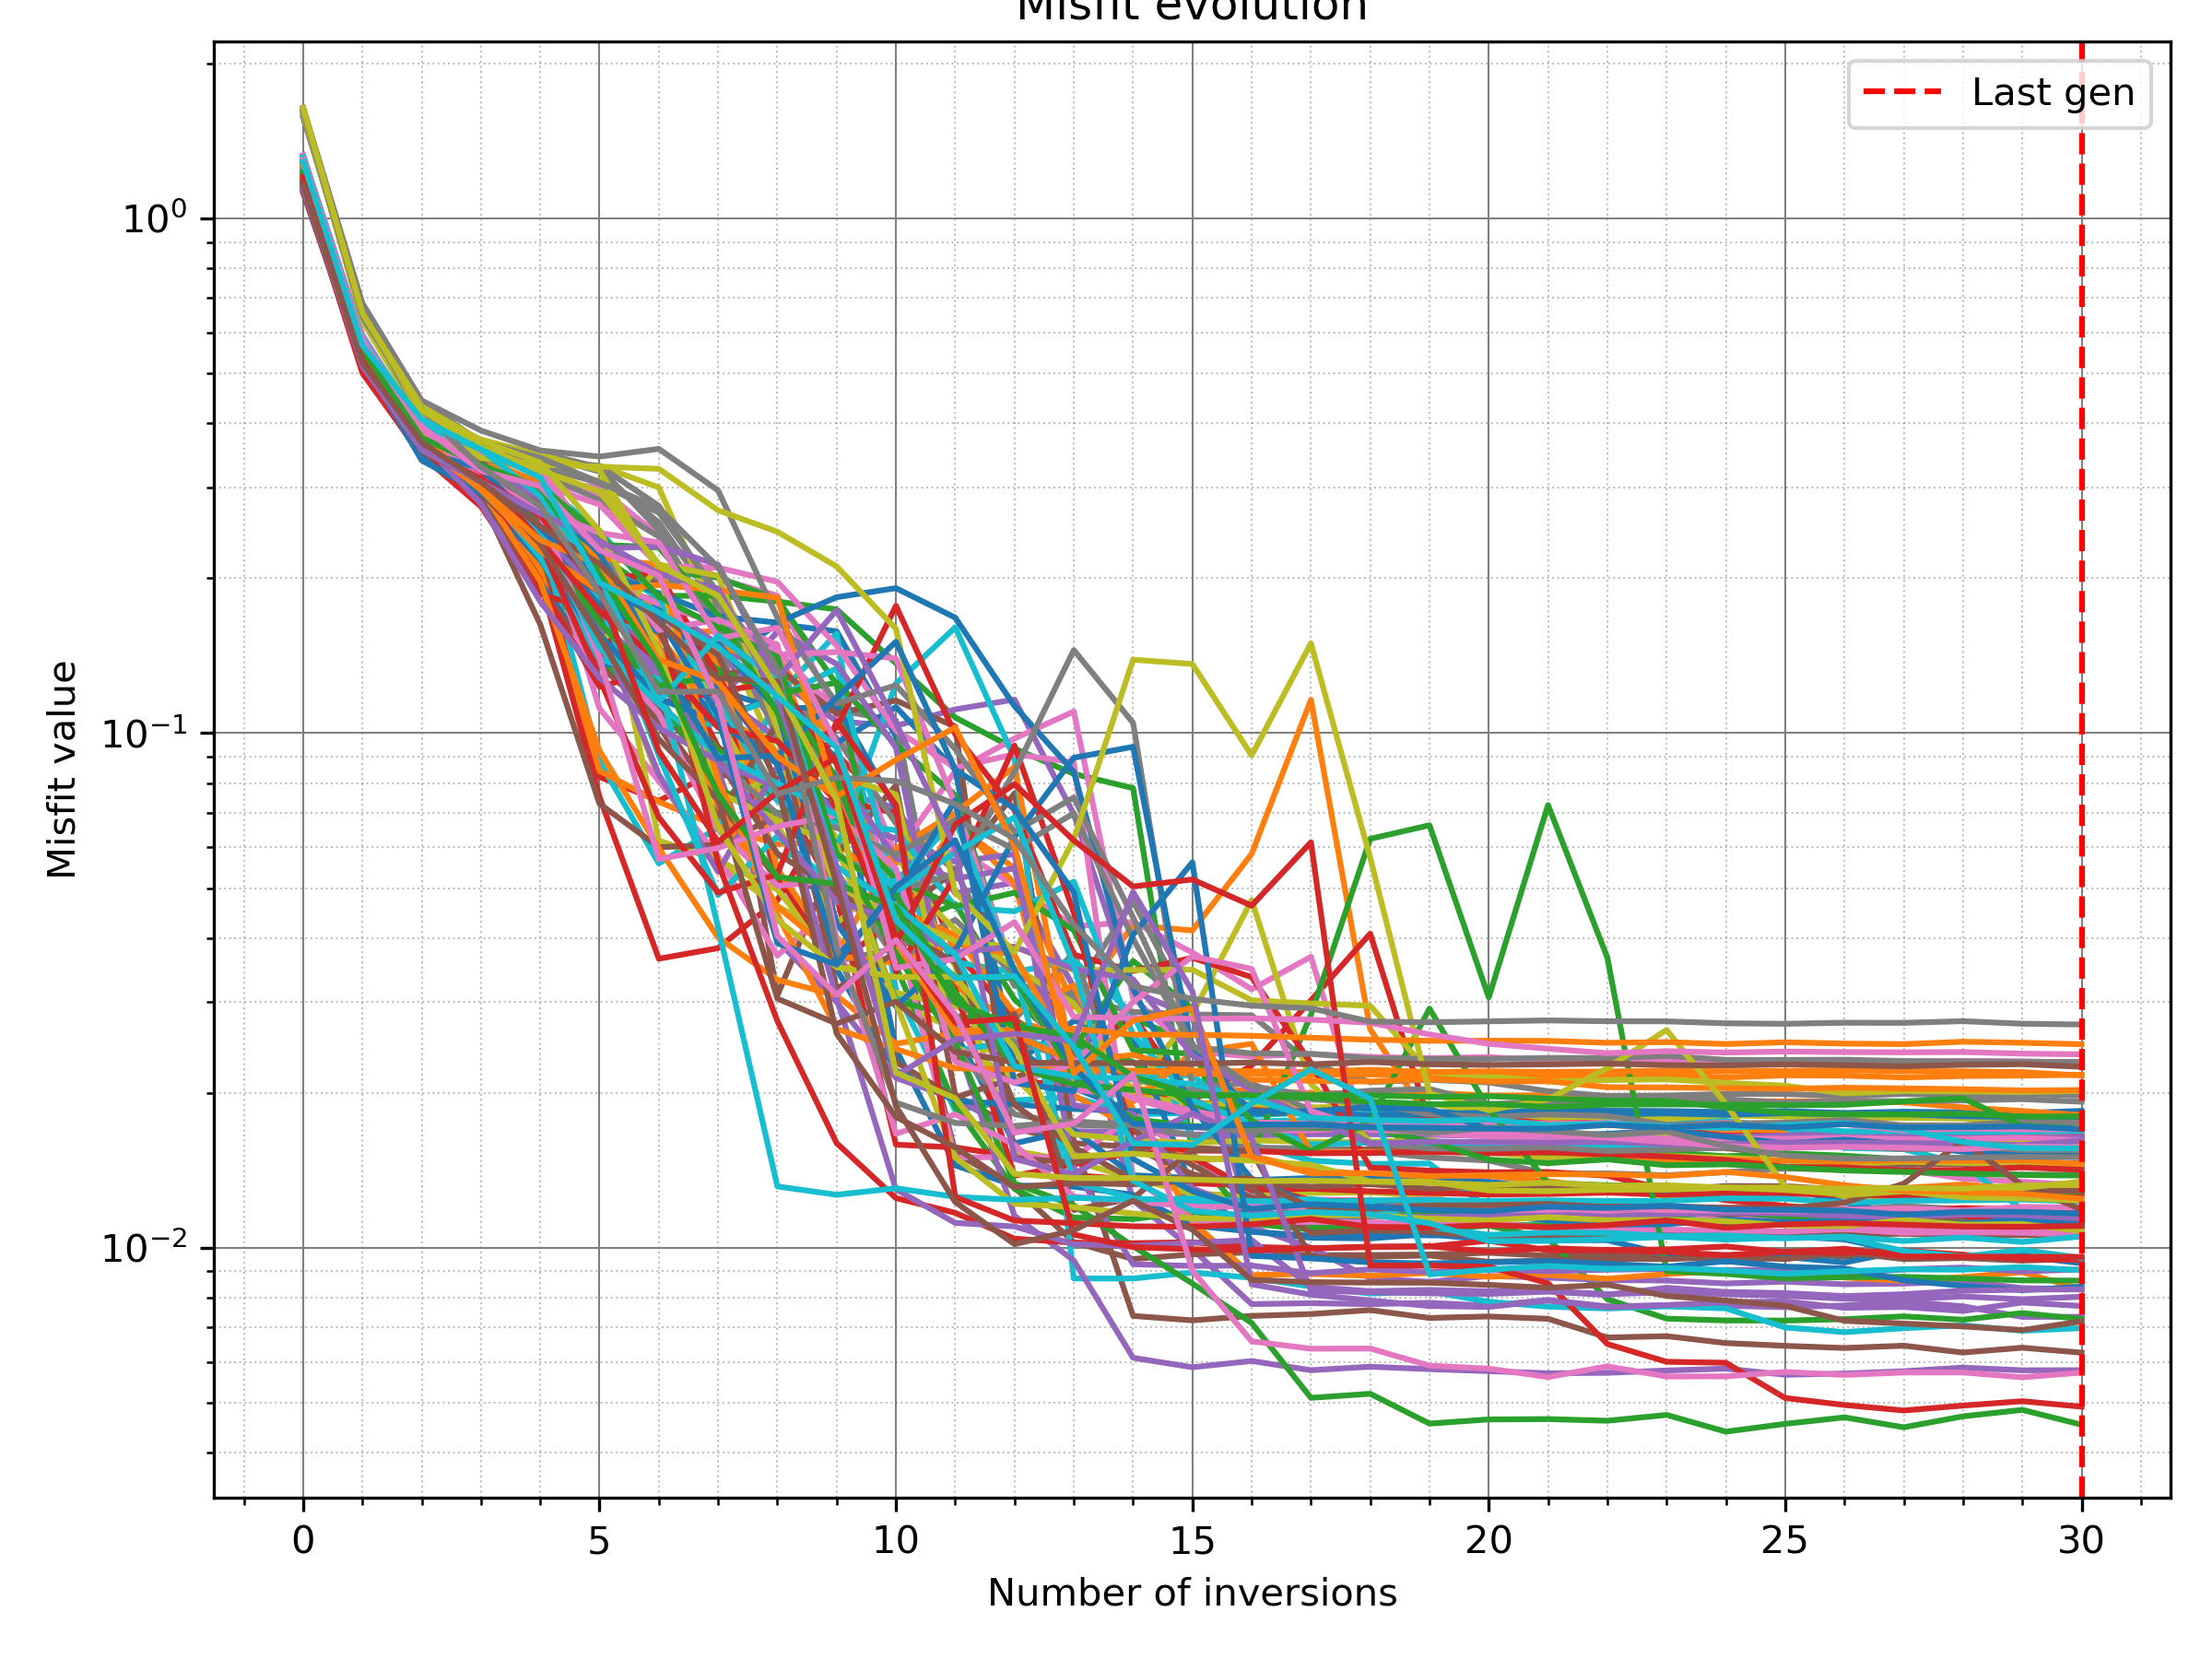 Misfit evolution
Last gen
10⁰
10⁻¹
10⁻²
Misfit value
0 5 10 15 20 25 30
Number of inversions